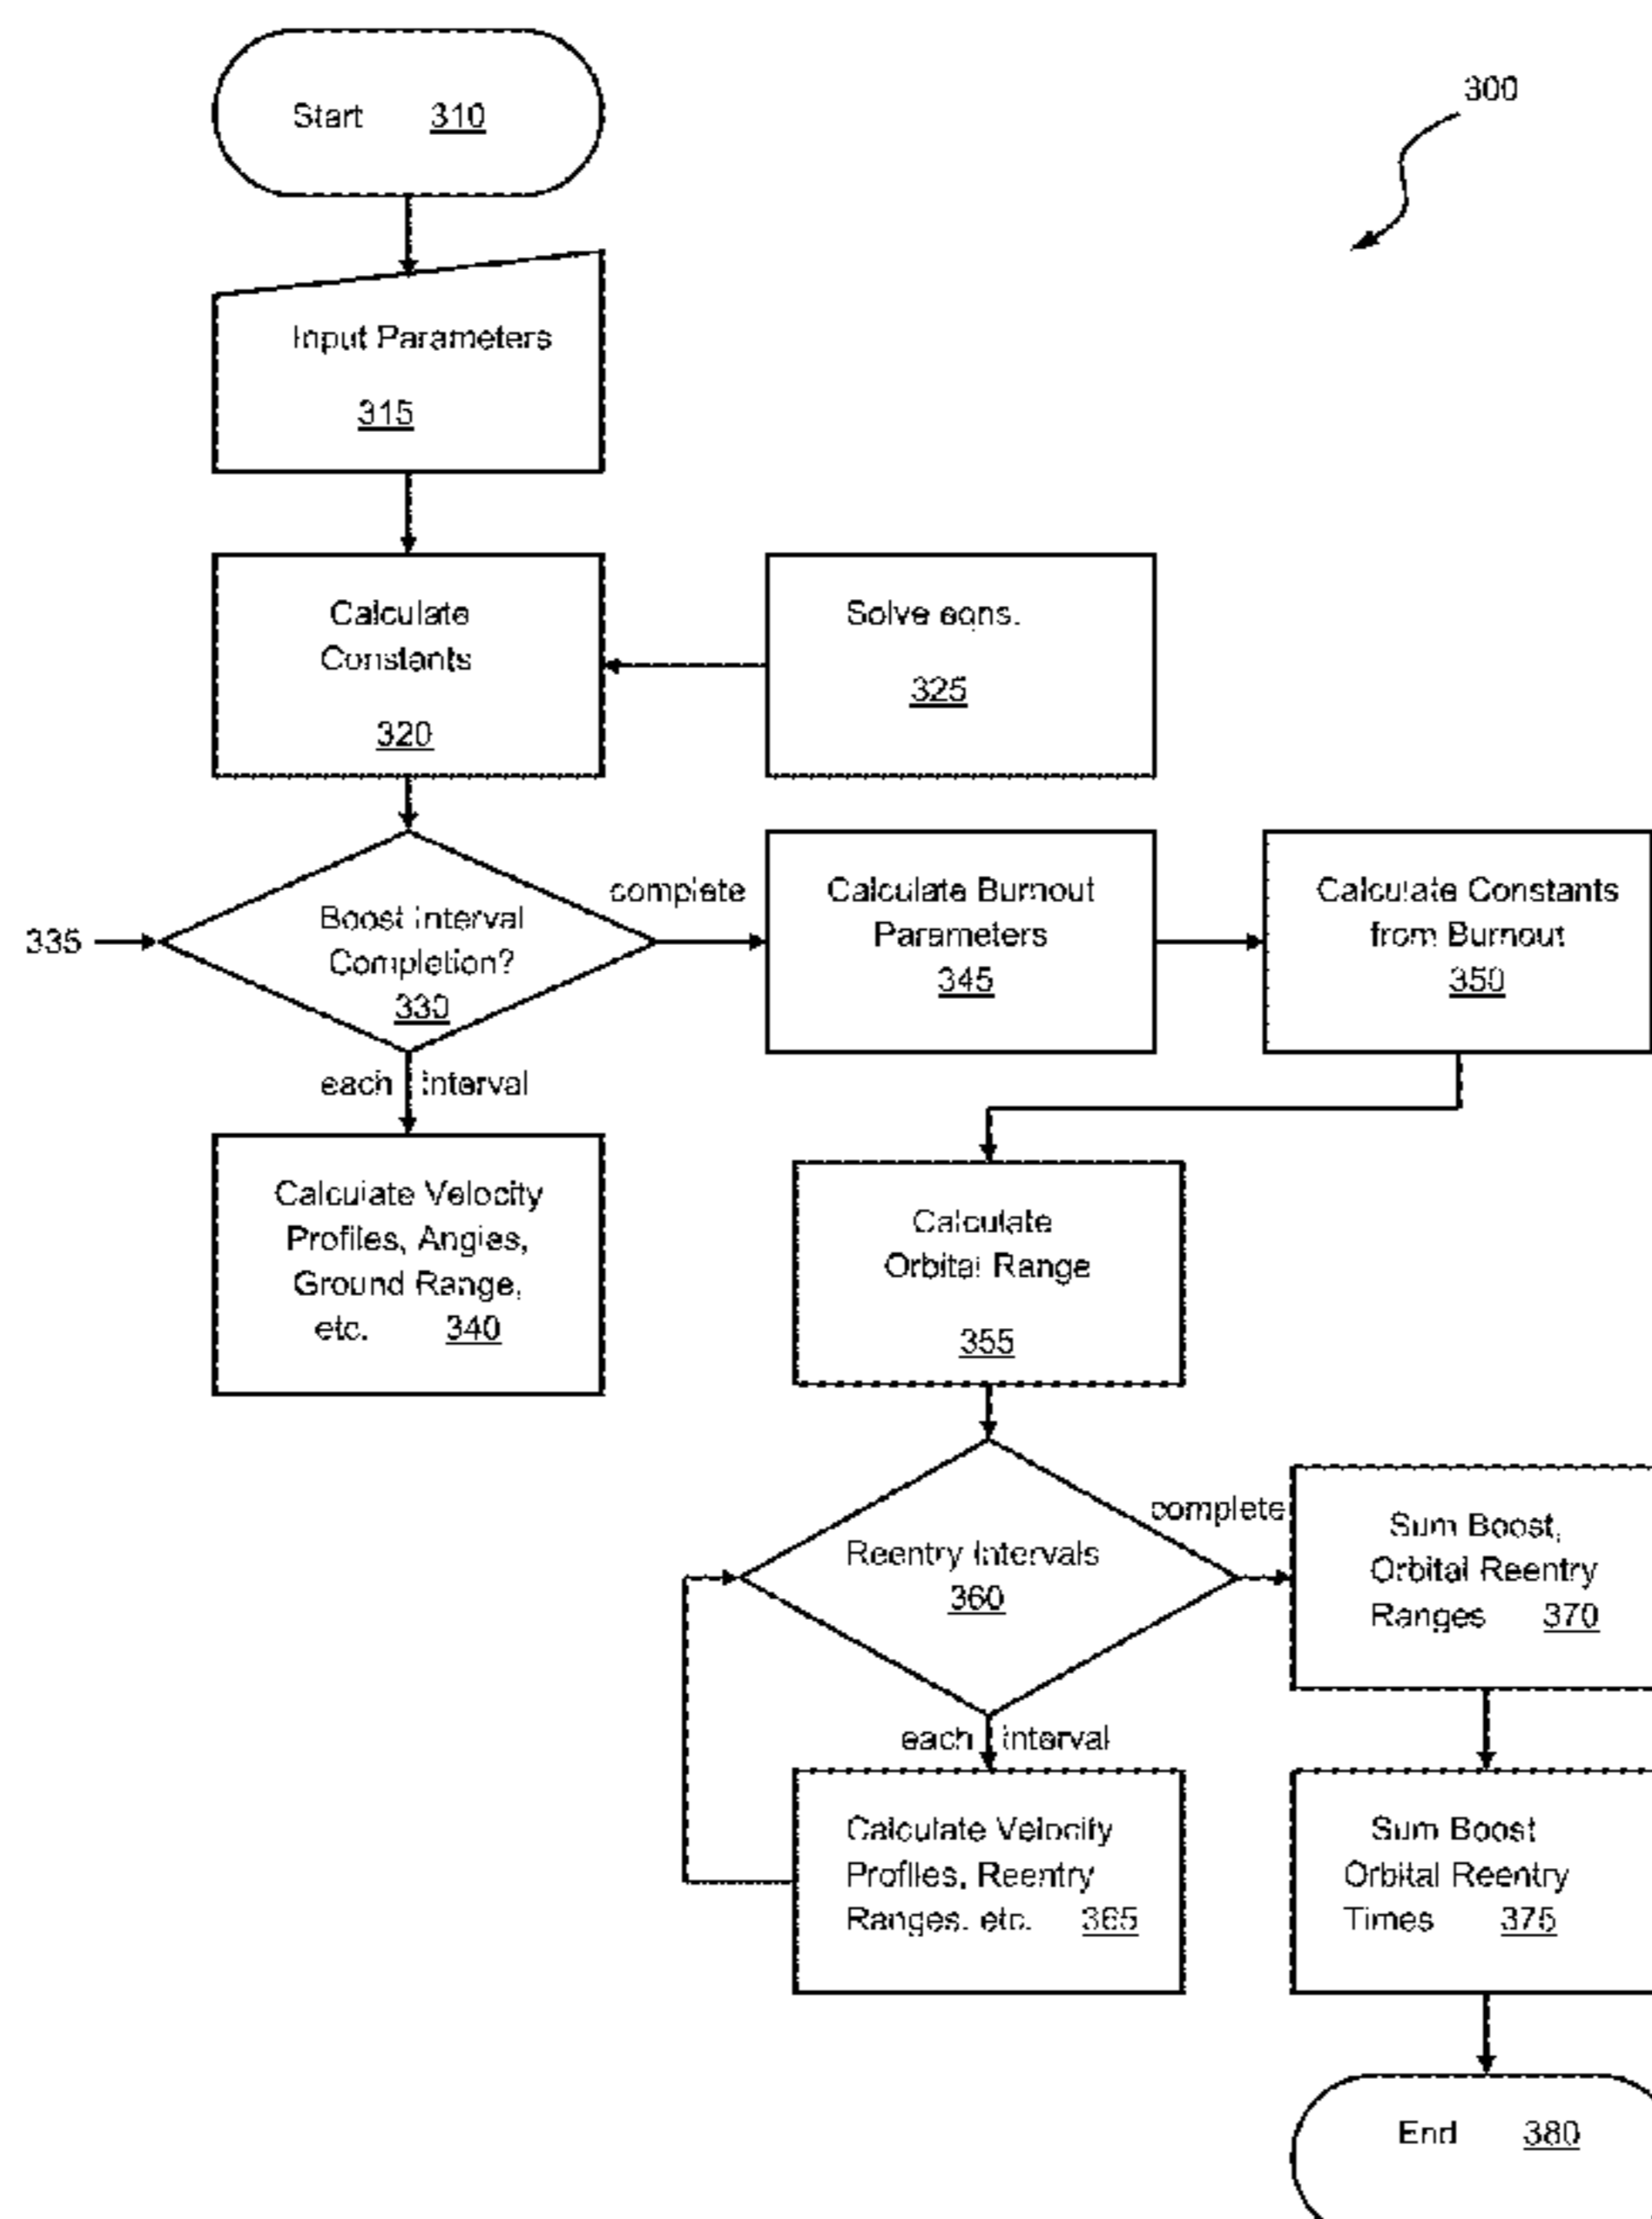 Start 310
300
Input Parameters
315
Calculate
Constants
320
Solve eqns.
325
335
Boost interval
Completion?
330
complete
Calculate Burnout
Parameters
345
Calculate Constants
from Burnout
350
each interval
Calculate Velocity
Profiles, Angles,
Ground Range,
etc. 340
Calculate
Orbital Range
355
Reentry Intervals
360
complete
Sum Boost,
Orbital Reentry
Ranges 370
each interval
Calculate Velocity
Profiles, Reentry
Ranges, etc. 365
Sum Boost
Orbital Reentry
Times 375
End 380